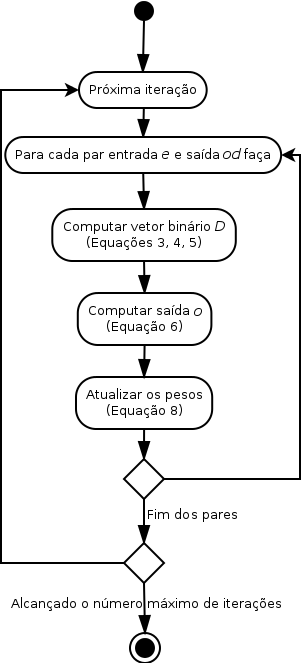 Próxima iteração
Para cada par entrada e e saída od faça
Computar vetor binário D
(Equações 3, 4, 5)
Computar saída o
(Equação 6)
Atualizar os pesos
(Equação 8)
Fim dos pares
Alcançado o número máximo de iterações